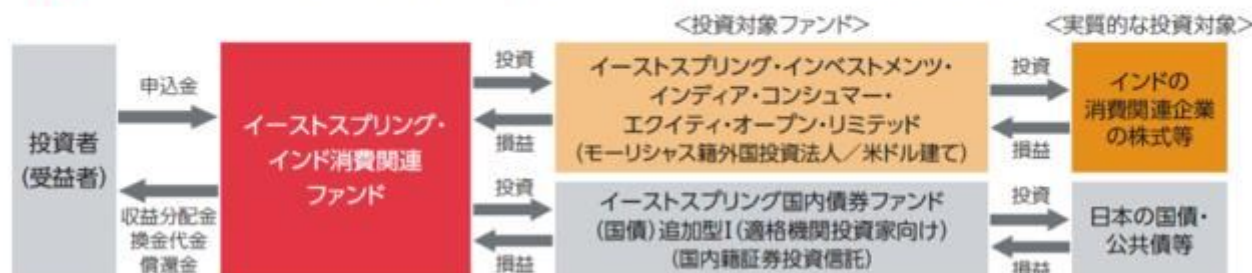 <投資対象ファンド>
<実質的な投資対象>
投資者
(受益者)
申込金
収益分配金
換金代金
償還金
イーストスプリング・
インド消費関連
ファンド
投資
損益
イーストスプリング・インベストメンツ・
インディア・コンシュマー・
エクイティ・オープン・リミテッド
(モーリシャス籍外国投資法人/米ドル建て)
投資
損益
インドの
消費関連企業
の株式等
投資
損益
イーストスプリング国内債券ファンド
(国債)追加型I(適格機関投資家向け)
(国内籍証券投資信託)
投資
損益
日本の国債・
公共債等